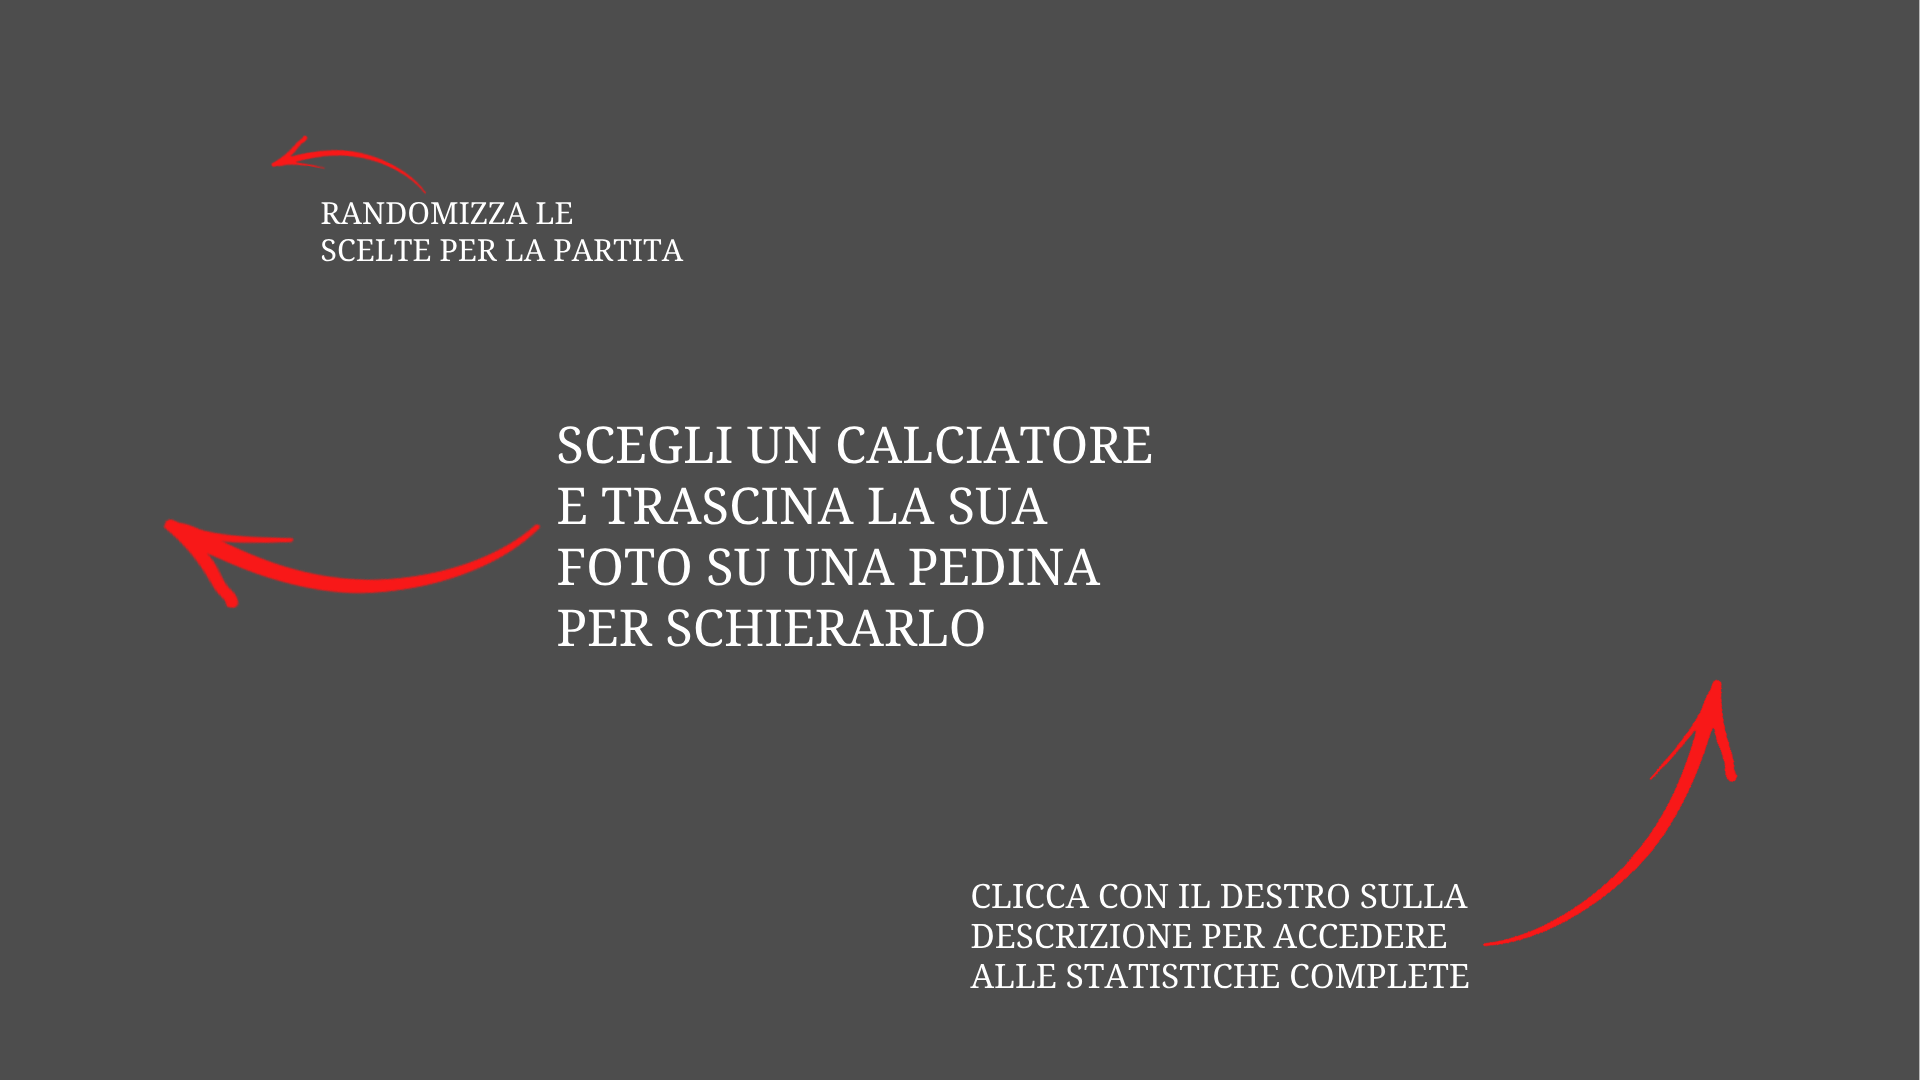 RANDOMIZZA LE
SCELTE PER LA PARTITA
SCEGLI UN CALCIATORE
E TRASCINA LA SUA
FOTO SU UNA PEDINA
PER SCHIERARLO
CLICCA CON IL DESTRO SULLA
DESCRIZIONE PER ACCEDERE
ALLE STATISTICHE COMPLETE